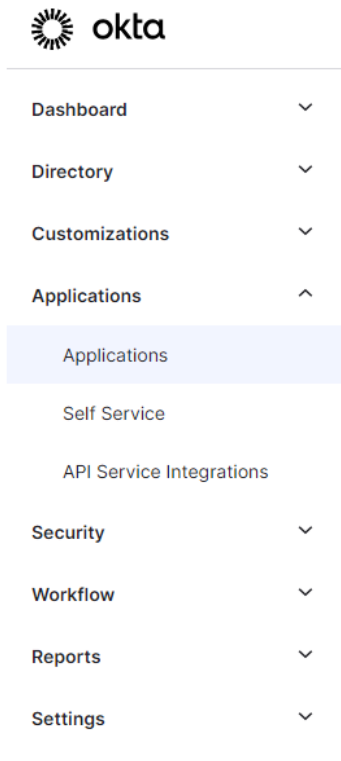 okta
Dashboard
Directory
Customizations
Applications
Applications
Self Service
API Service Integrations
Security
Workflow
Reports
Settings